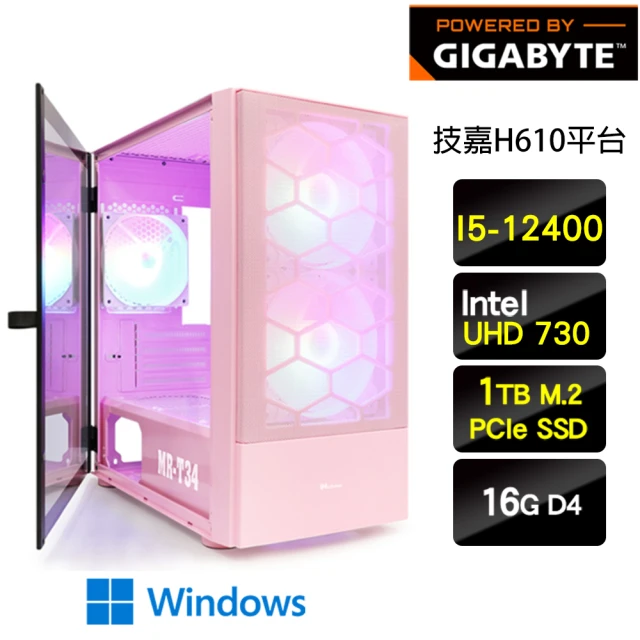 POWERED BY
GIGABYTE™
技嘉H610平台
I5-12400
Intel
UHD 730
1TB M.2
PCIe SSD
16G D4
MR-T34
Windows